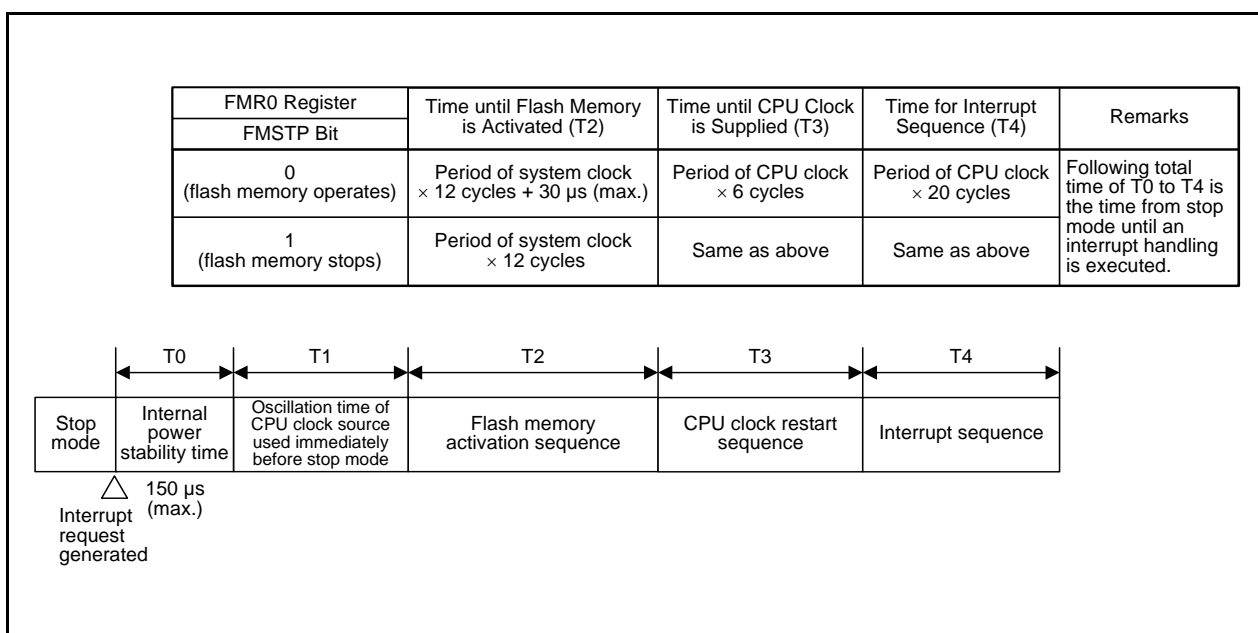 FMR0 Register
FMSTP Bit
Time until Flash Memory
is Activated (T2)
Time until CPU Clock
is Supplied (T3)
Time for Interrupt
Sequence (T4)
Remarks
0
(flash memory operates)
Period of system clock
× 12 cycles + 30 µs (max.)
Period of CPU clock
× 6 cycles
Period of CPU clock
× 20 cycles
Following total
time of T0 to T4 is
the time from stop
mode until an
interrupt handling
is executed.
1
(flash memory stops)
Period of system clock
× 12 cycles
Same as above
Same as above
T0
T1
T2
T3
T4
Stop
mode
Internal
power
stability time
Oscillation time of
CPU clock source
used immediately
before stop mode
Flash memory
activation sequence
CPU clock restart
sequence
Interrupt sequence
150 µs
(max.)
Interrupt
request
generated